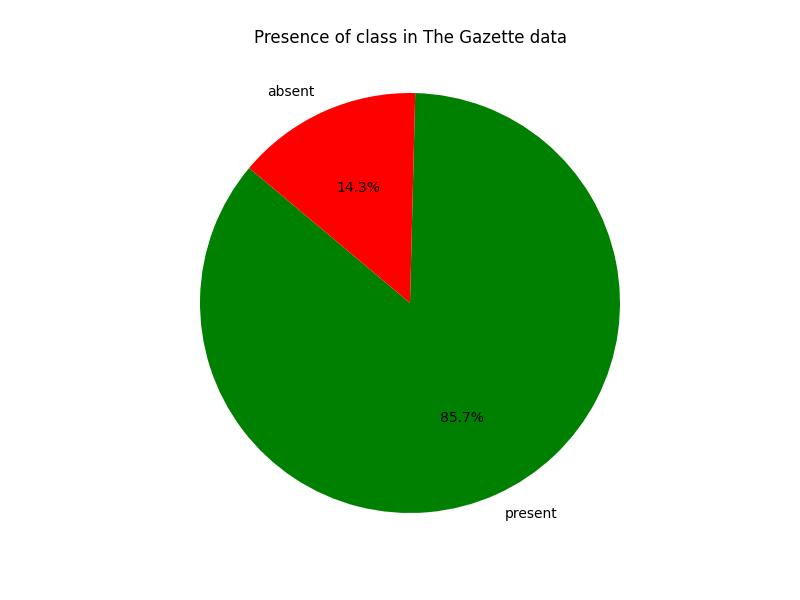 Presence of class in The Gazette data
absent
14.3%
85.7%
present